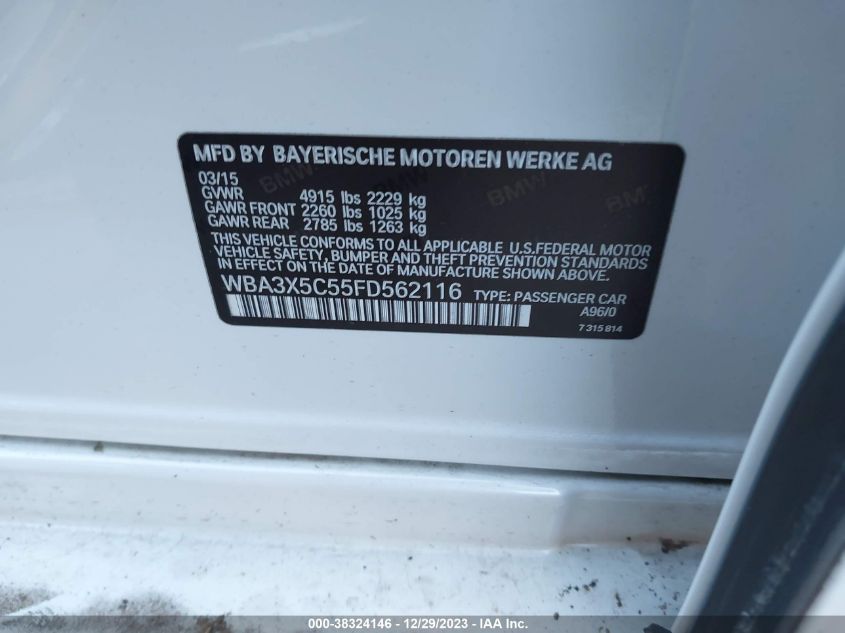 MFD BY BAYERISCHE MOTOREN WERKE AG
03/15
GVWR 4915 lbs 2229 kg
GAWR FRONT 2260 lbs 1025 kg
GAWR REAR 2785 lbs 1263 kg
THIS VEHICLE CONFORMS TO ALL APPLICABLE U.S.FEDERAL MOTOR
VEHICLE SAFETY, BUMPER AND THEFT PREVENTION STANDARDS
IN EFFECT ON THE DATE OF MANUFACTURE SHOWN ABOVE.
WBA3X5C55FD562116 TYPE: PASSENGER CAR
A96/0
7 315 814
BMW
BMW
BMW
000-38324146 - 12/29/2023 - IAA Inc.